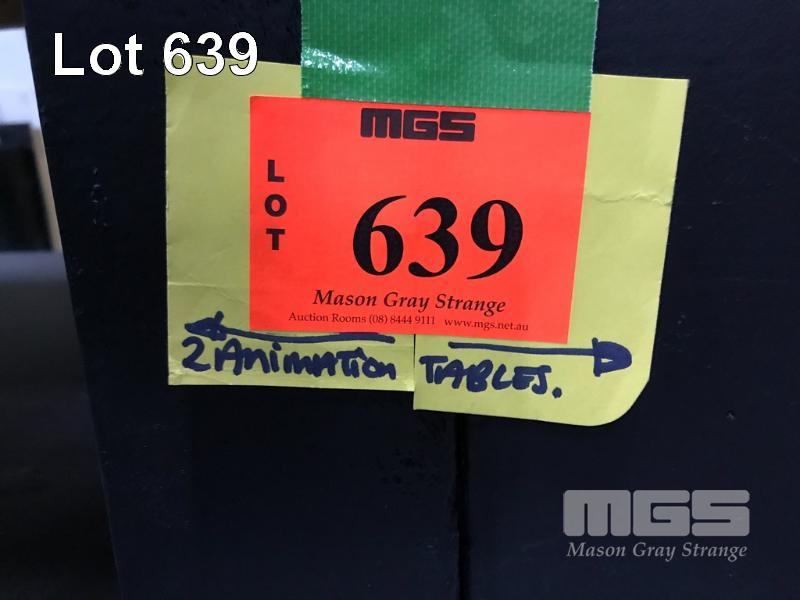 Lot 639
MGS
LOT
639
Mason Gray Strange
Auction Rooms (08) 8444 9111 www.mgs.net.au
2 ANIMATION TABLES.
MGS
Mason Gray Strange